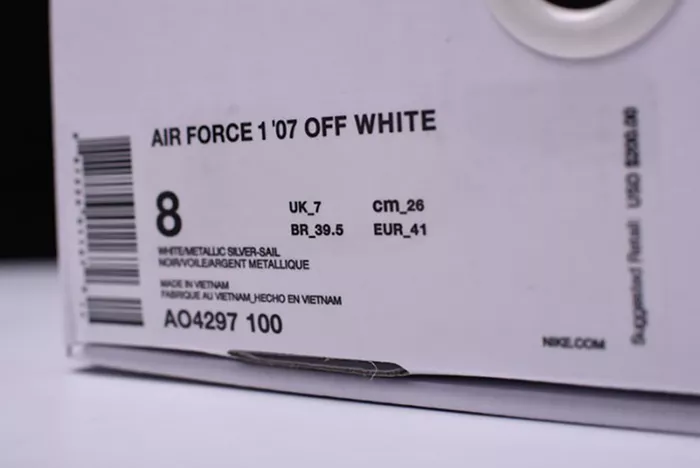 AIR FORCE 1 '07 OFF WHITE
8
UK_7 cm_26
BR_39.5 EUR_41
WHITE/METALLIC SILVER-SAIL
NOIR/VOILE/ARGENT METALLIQUE
MADE IN VIETNAM
FABRIQUE AU VIETNAM_HECHO EN VIETNAM
AO4297 100
NIKE.COM
Suggested Retail: USD $200.00